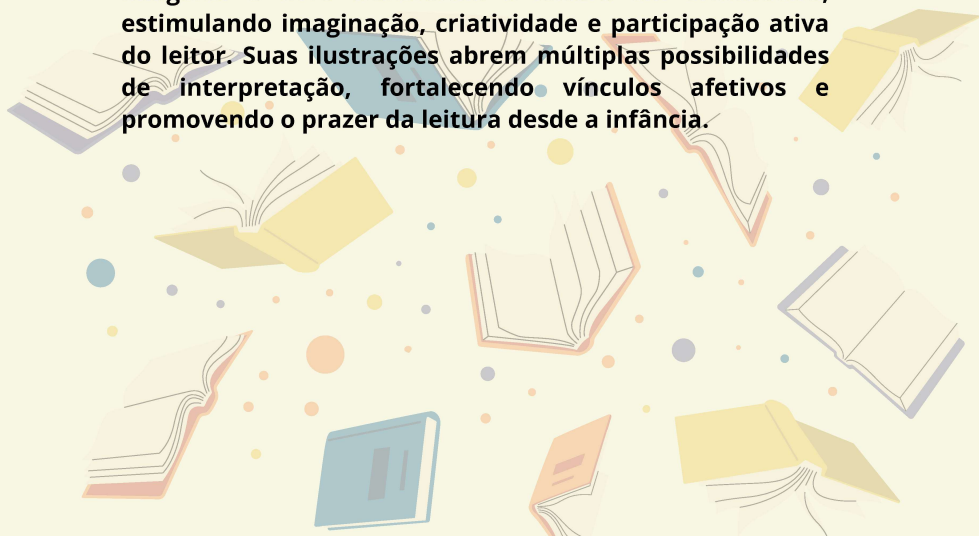 estimulando imaginação, criatividade e participação ativa
do leitor. Suas ilustrações abrem múltiplas possibilidades
de interpretação, fortalecendo vínculos afetivos e
promovendo o prazer da leitura desde a infância.